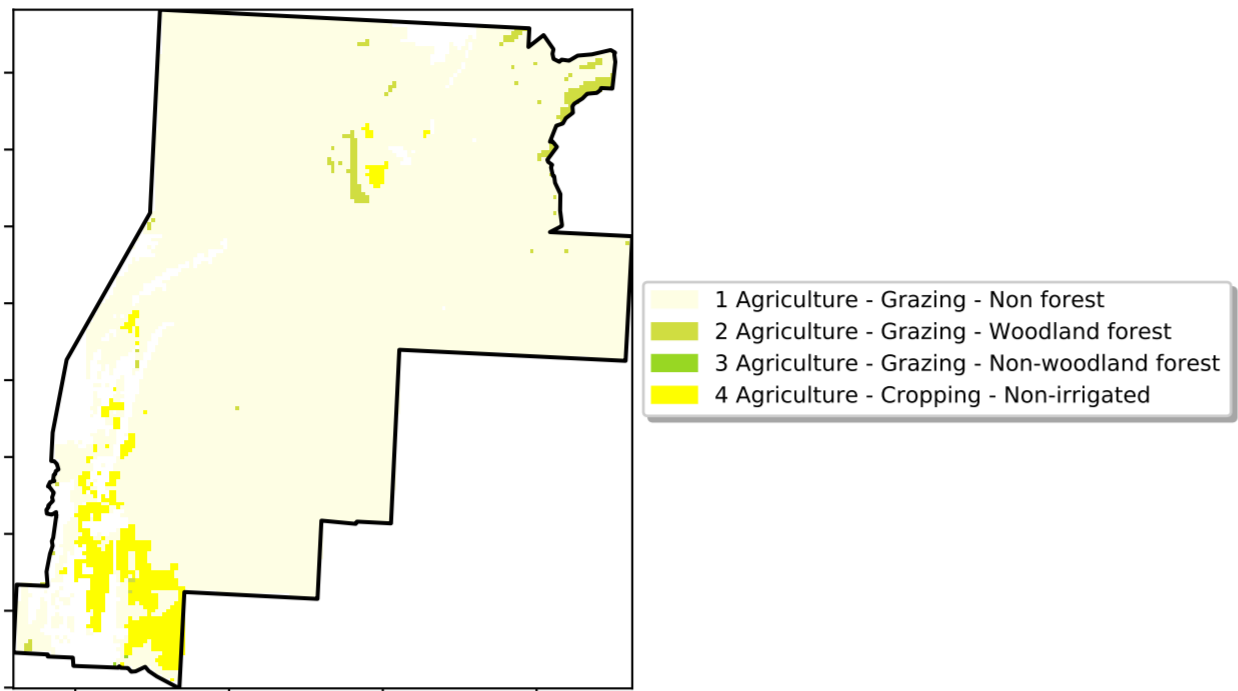 1 Agriculture - Grazing - Non forest
2 Agriculture - Grazing - Woodland forest
3 Agriculture - Grazing - Non-woodland forest
4 Agriculture - Cropping - Non-irrigated